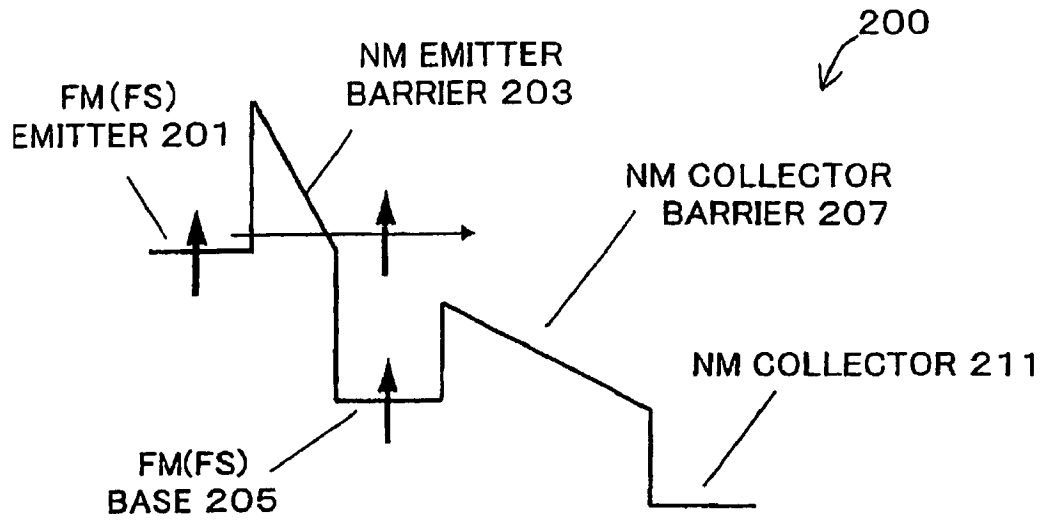 200
NM EMITTER
BARRIER 203
FM(FS)
EMITTER 201
NM COLLECTOR
BARRIER 207
NM COLLECTOR 211
FM(FS)
BASE 205